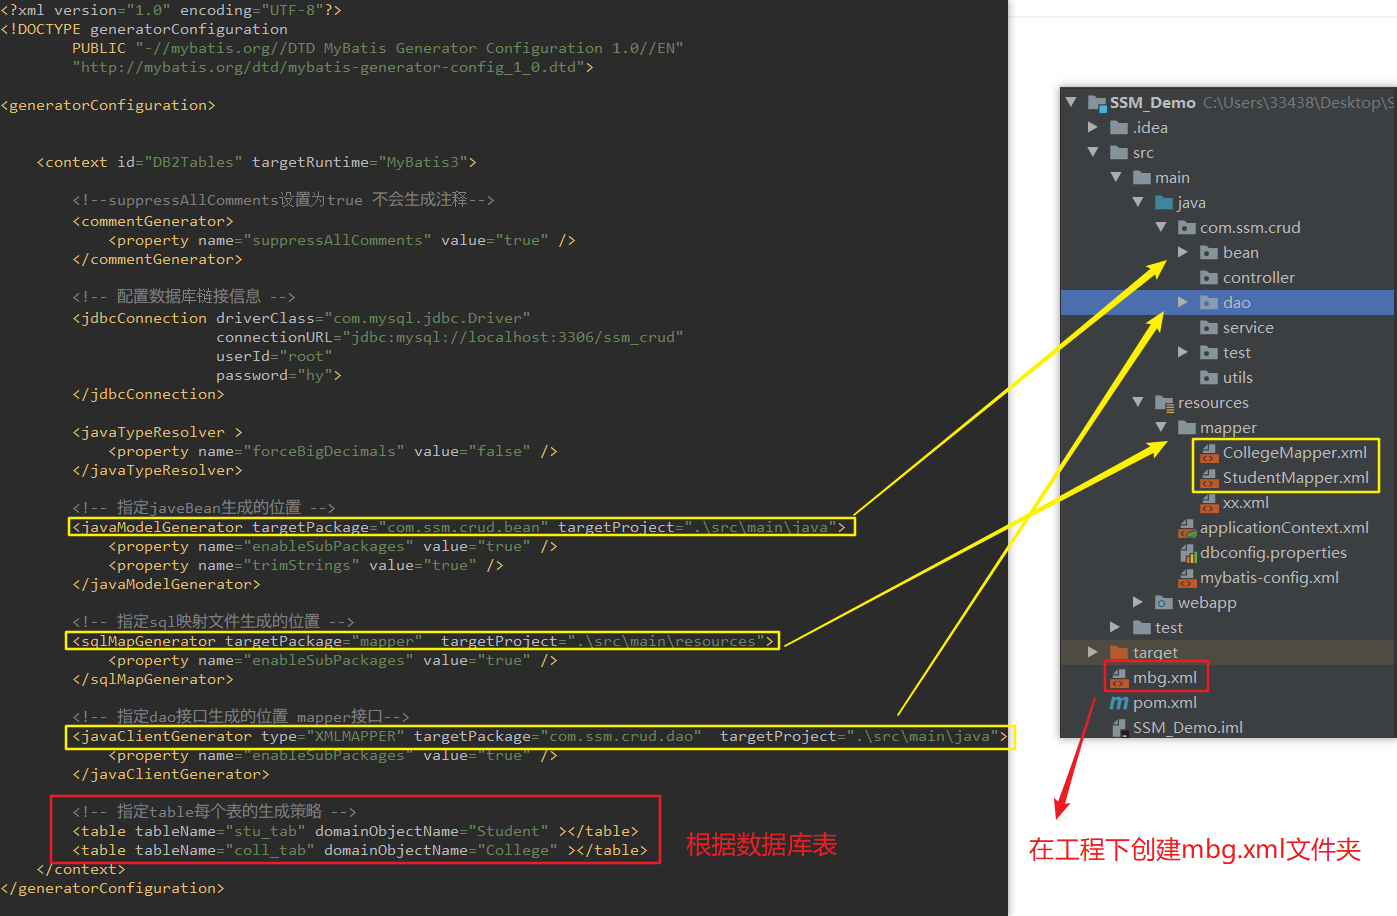 <?xml version="1.0" encoding="UTF-8"?>
<!DOCTYPE generatorConfiguration
PUBLIC "-//mybatis.org//DTD MyBatis Generator Configuration 1.0//EN"
"http://mybatis.org/dtd/mybatis-generator-config_1_0.dtd">
<generatorConfiguration>
<context id="DB2Tables" targetRuntime="MyBatis3">
<!--suppressAllComments设置为true 不会生成注释-->
<commentGenerator>
<property name="suppressAllComments" value="true" />
</commentGenerator>
<!-- 配置数据库链接信息 -->
<jdbcConnection driverClass="com.mysql.jdbc.Driver"
connectionURL="jdbc:mysql://localhost:3306/ssm_crud"
userId="root"
password="hy">
</jdbcConnection>
<javaTypeResolver >
<property name="forceBigDecimals" value="false" />
</javaTypeResolver>
<!-- 指定javeBean生成的位置 -->
<javaModelGenerator targetPackage="com.ssm.crud.bean" targetProject=".\src\main\java">
<property name="enableSubPackages" value="true" />
<property name="trimStrings" value="true" />
</javaModelGenerator>
<!-- 指定sql映射文件生成的位置 -->
<sqlMapGenerator targetPackage="mapper"  targetProject=".\src\main\resources">
<property name="enableSubPackages" value="true" />
</sqlMapGenerator>
<!-- 指定dao接口生成的位置 mapper接口-->
<javaClientGenerator type="XMLMAPPER" targetPackage="com.ssm.crud.dao"  targetProject=".\src\main\java">
<property name="enableSubPackages" value="true" />
</javaClientGenerator>
<!-- 指定table每个表的生成策略 -->
<table tableName="stu_tab" domainObjectName="Student" ></table>
<table tableName="coll_tab" domainObjectName="College" ></table>
</context>
</generatorConfiguration>
根据数据库表
SSM_Demo C:\Users\33438\Desktop\S
.idea
src
main
java
com.ssm.crud
bean
controller
dao
service
test
utils
resources
mapper
CollegeMapper.xml
StudentMapper.xml
xx.xml
applicationContext.xml
dbconfig.properties
mybatis-config.xml
webapp
test
target
mbg.xml
pom.xml
SSM_Demo.iml
在工程下创建mbg.xml文件夹